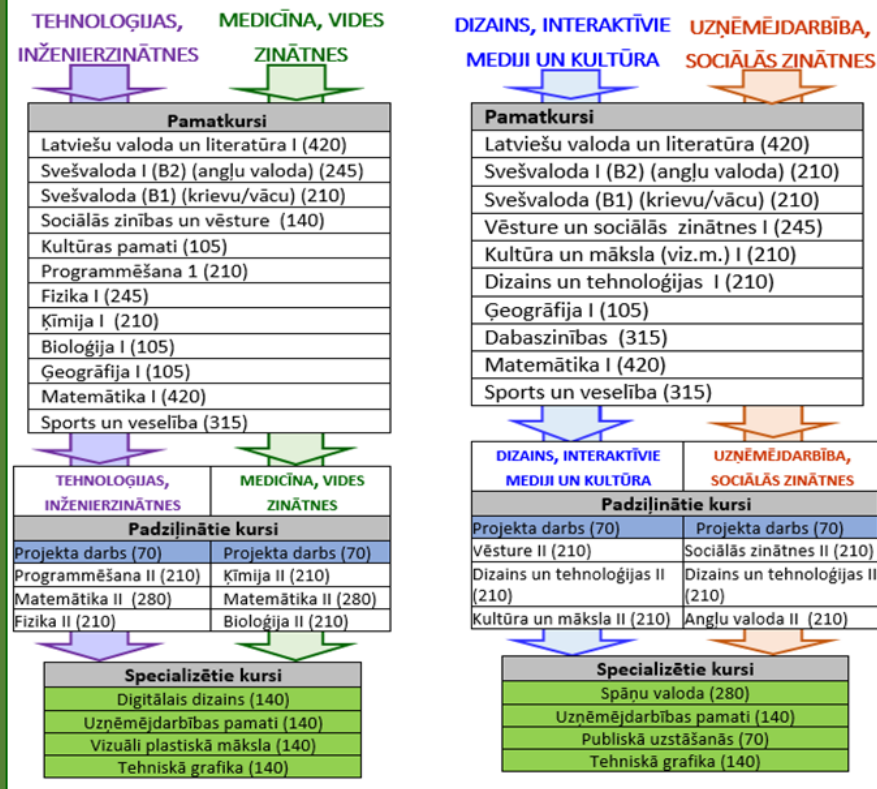 TEHNOLOĢIJAS,
INŽENIERZINĀTNES
MEDICĪNA, VIDES
ZINĀTNES
Pamatkursi
Latviešu valoda un literatūra I (420)
Svešvaloda I (B2) (angļu valoda) (245)
Svešvaloda (B1) (krievu/vācu) (210)
Sociālās zinības un vēsture (140)
Kultūras pamati (105)
Programmēšana 1 (210)
Fizika I (245)
Ķīmija I (210)
Bioloģija I (105)
Ģeogrāfija I (105)
Matemātika I (420)
Sports un veselība (315)
TEHNOLOĢIJAS,
INŽENIERZINĀTNES
MEDICĪNA, VIDES
ZINĀTNES
Padziļinātie kursi
Projekta darbs (70) Projekta darbs (70)
Programmēšana II (210) Ķīmija II (210)
Matemātika II (280) Matemātika II (280)
Fizika II (210) Bioloģija II (210)
Specializētie kursi
Digitālais dizains (140)
Uzņēmējdarbības pamati (140)
Vizuāli plastiskā māksla (140)
Tehniskā grafika (140)
DIZAINS, INTERAKTĪVIE
MEDIJI UN KULTŪRA
UZŅĒMĒJDARBĪBA,
SOCIĀLĀS ZINĀTNES
Pamatkursi
Latviešu valoda un literatūra (420)
Svešvaloda I (B2) (angļu valoda) (210)
Svešvaloda (B1) (krievu/vācu) (210)
Vēsture un sociālās zinātnes I (245)
Kultūra un māksla (viz.m.) I (210)
Dizains un tehnoloģijas I (210)
Ģeogrāfija I (105)
Dabaszinības (315)
Matemātika I (420)
Sports un veselība (315)
DIZAINS, INTERAKTĪVIE
MEDIJI UN KULTŪRA
UZŅĒMĒJDARBĪBA,
SOCIĀLĀS ZINĀTNES
Padziļinātie kursi
Projekta darbs (70) Projekta darbs (70)
Vēsture II (210) Sociālās zinātnes II (210)
Dizains un tehnoloģijas II Dizains un tehnoloģijas II
(210) (210)
Kultūra un māksla II (210) Angļu valoda II (210)
Specializētie kursi
Spāņu valoda (280)
Uzņēmējdarbības pamati (140)
Publiskā uzstāšanās (70)
Tehniskā grafika (140)